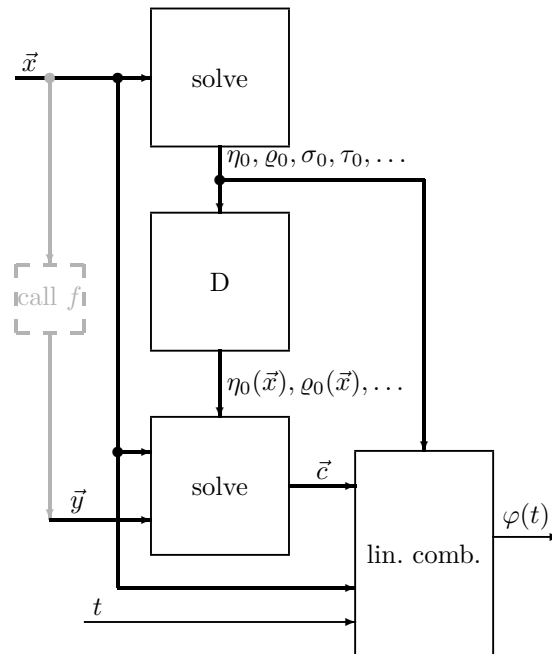 x⃗
solve
η₀, ϱ₀, σ₀, τ₀, …
D
call f
η₀(x⃗), ϱ₀(x⃗), …
c⃗
y⃗
solve
φ(t)
lin. comb.
t